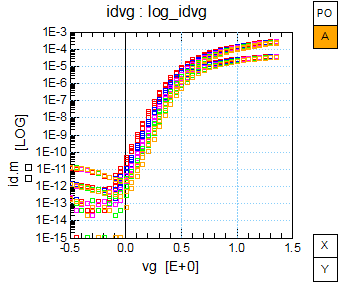 idvg : log_idvg
PO
A
1E-3
1E-4
1E-5
1E-6
1E-7
1E-8
1E-9
1E-10
1E-11
1E-12
1E-13
1E-14
1E-15
id.m [LOG]
-0.5
0.0
0.5
1.0
1.5
vg [E+0]
X
Y